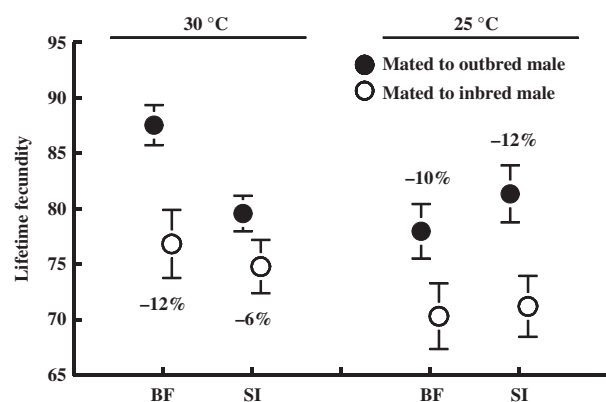 30 °C
25 °C
95
90
85
80
75
70
65
Lifetime fecundity
Mated to outbred male
Mated to inbred male
–12%
–6%
–10%
–12%
BF
SI
BF
SI